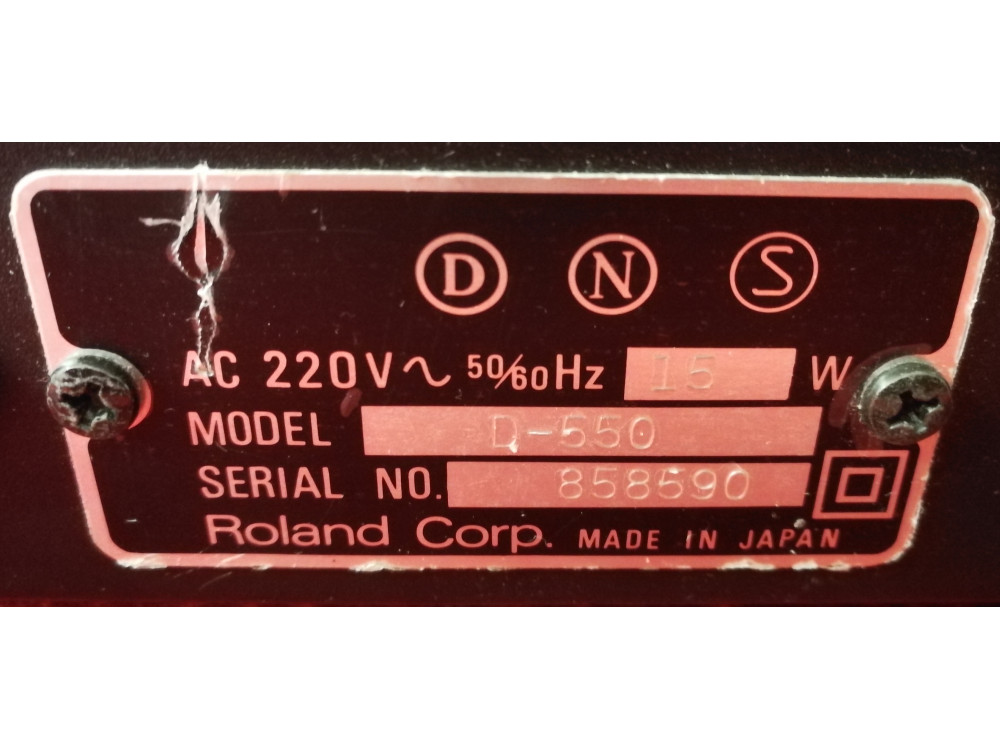 D N S
AC 220V~ 50/60Hz 15 W
MODEL D-550
SERIAL NO. 858590
Roland Corp. MADE IN JAPAN